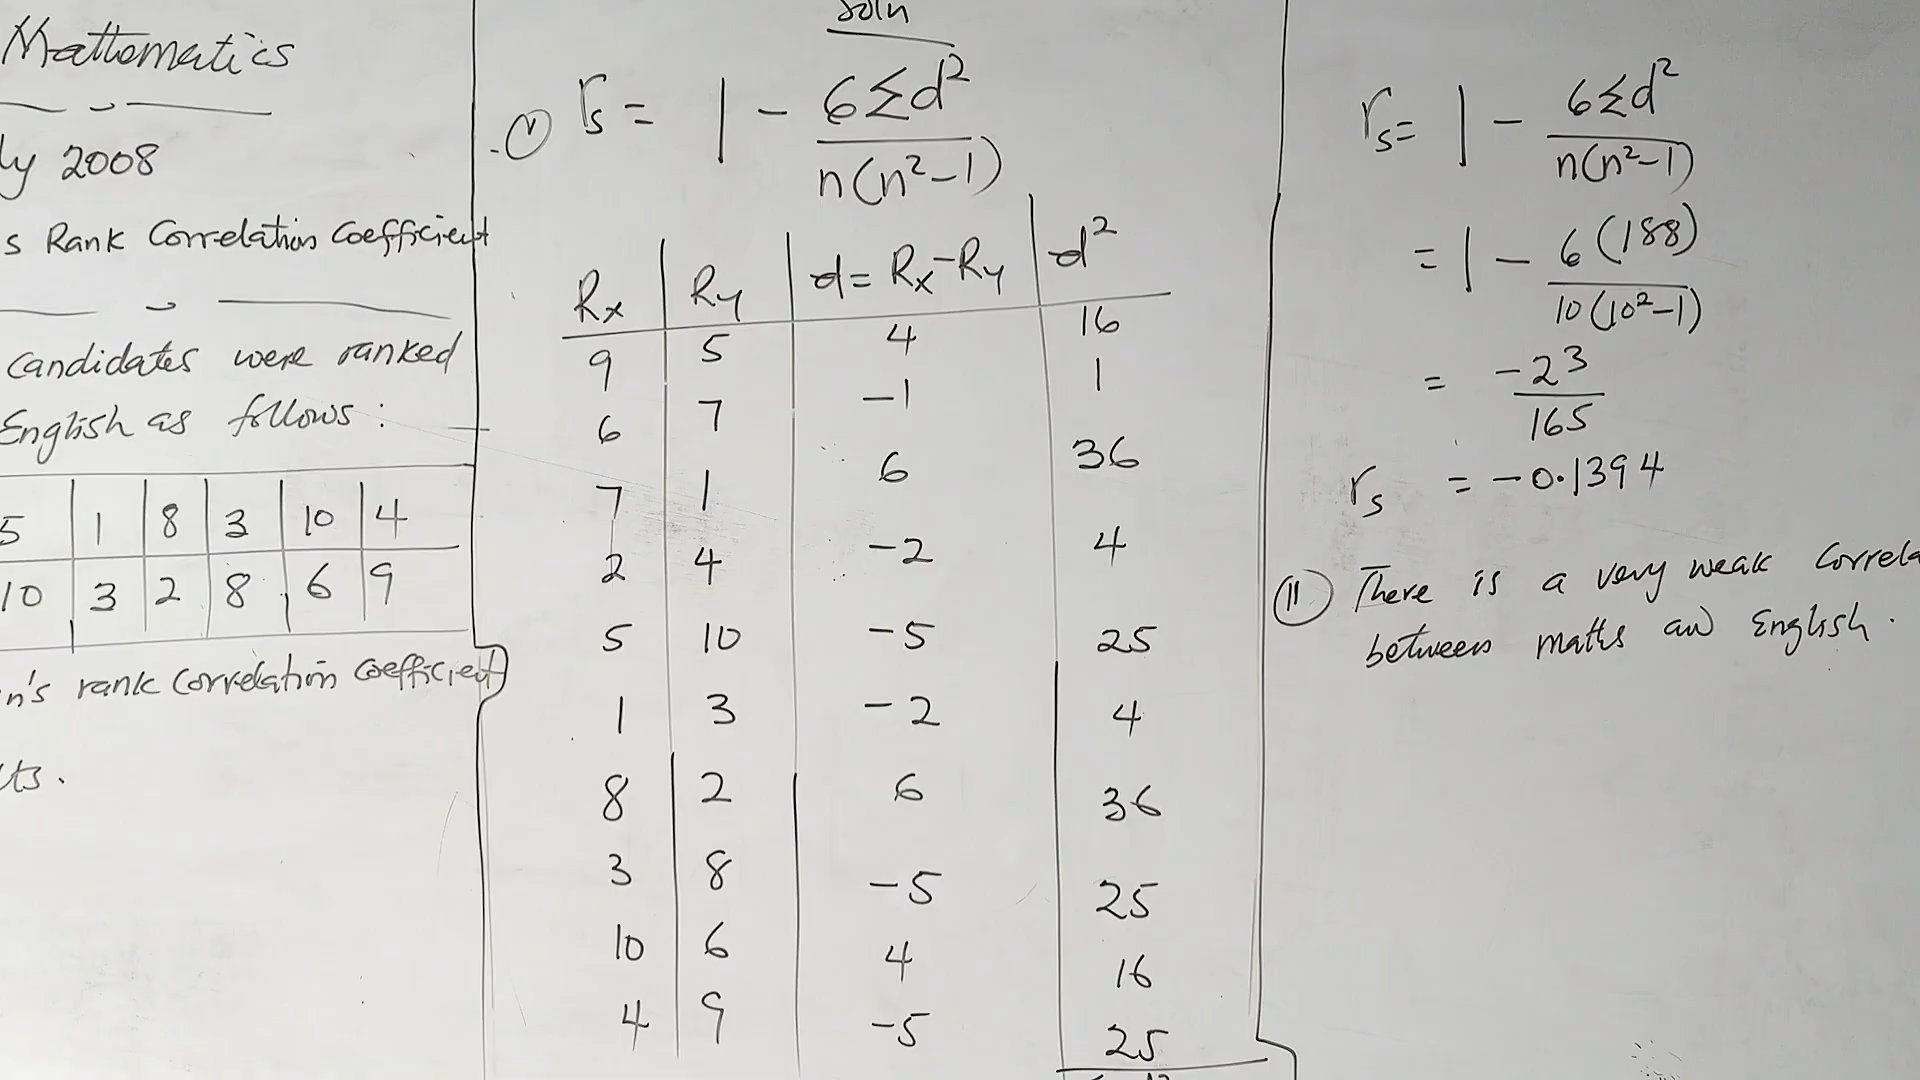 Mathematics
ly 2008
s Rank Correlation Coefficient
candidates were ranked
English as follows:
5 | 1 | 8 | 3 | 10 | 4
10 | 3 | 2 | 8 | 6 | 9
n's rank correlation coefficient
cts.
Soln
rₛ = 1 - 6Σd² / n(n²-1)
Rx | Ry | d = Rx-Ry | d²
9 | 5 | 4 | 16
6 | 7 | -1 | 1
7 | 1 | 6 | 36
2 | 4 | -2 | 4
5 | 10 | -5 | 25
1 | 3 | -2 | 4
8 | 2 | 6 | 36
3 | 8 | -5 | 25
10 | 6 | 4 | 16
4 | 9 | -5 | 25
rₛ = 1 - 6Σd² / n(n²-1)
= 1 - 6(188) / 10(10²-1)
= -23 / 165
rₛ = -0.1394
(II) There is a very weak Correla
between maths and English.